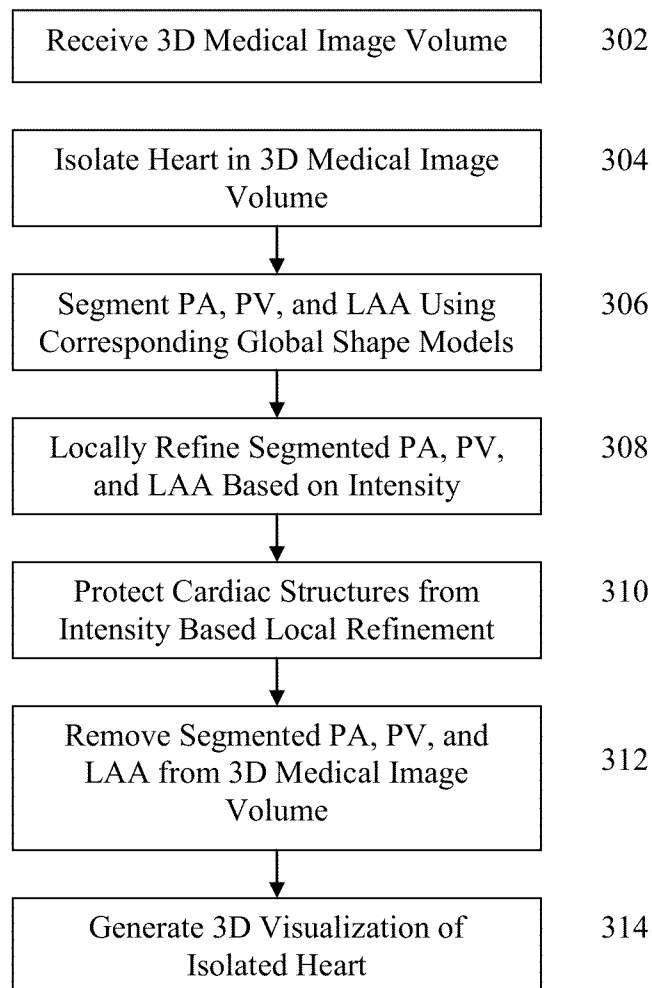 Receive 3D Medical Image Volume 302
Isolate Heart in 3D Medical Image
Volume
304
Segment PA, PV, and LAA Using
Corresponding Global Shape Models
306
Locally Refine Segmented PA, PV,
and LAA Based on Intensity
308
Protect Cardiac Structures from
Intensity Based Local Refinement
310
Remove Segmented PA, PV, and
LAA from 3D Medical Image
Volume
312
Generate 3D Visualization of
Isolated Heart
314